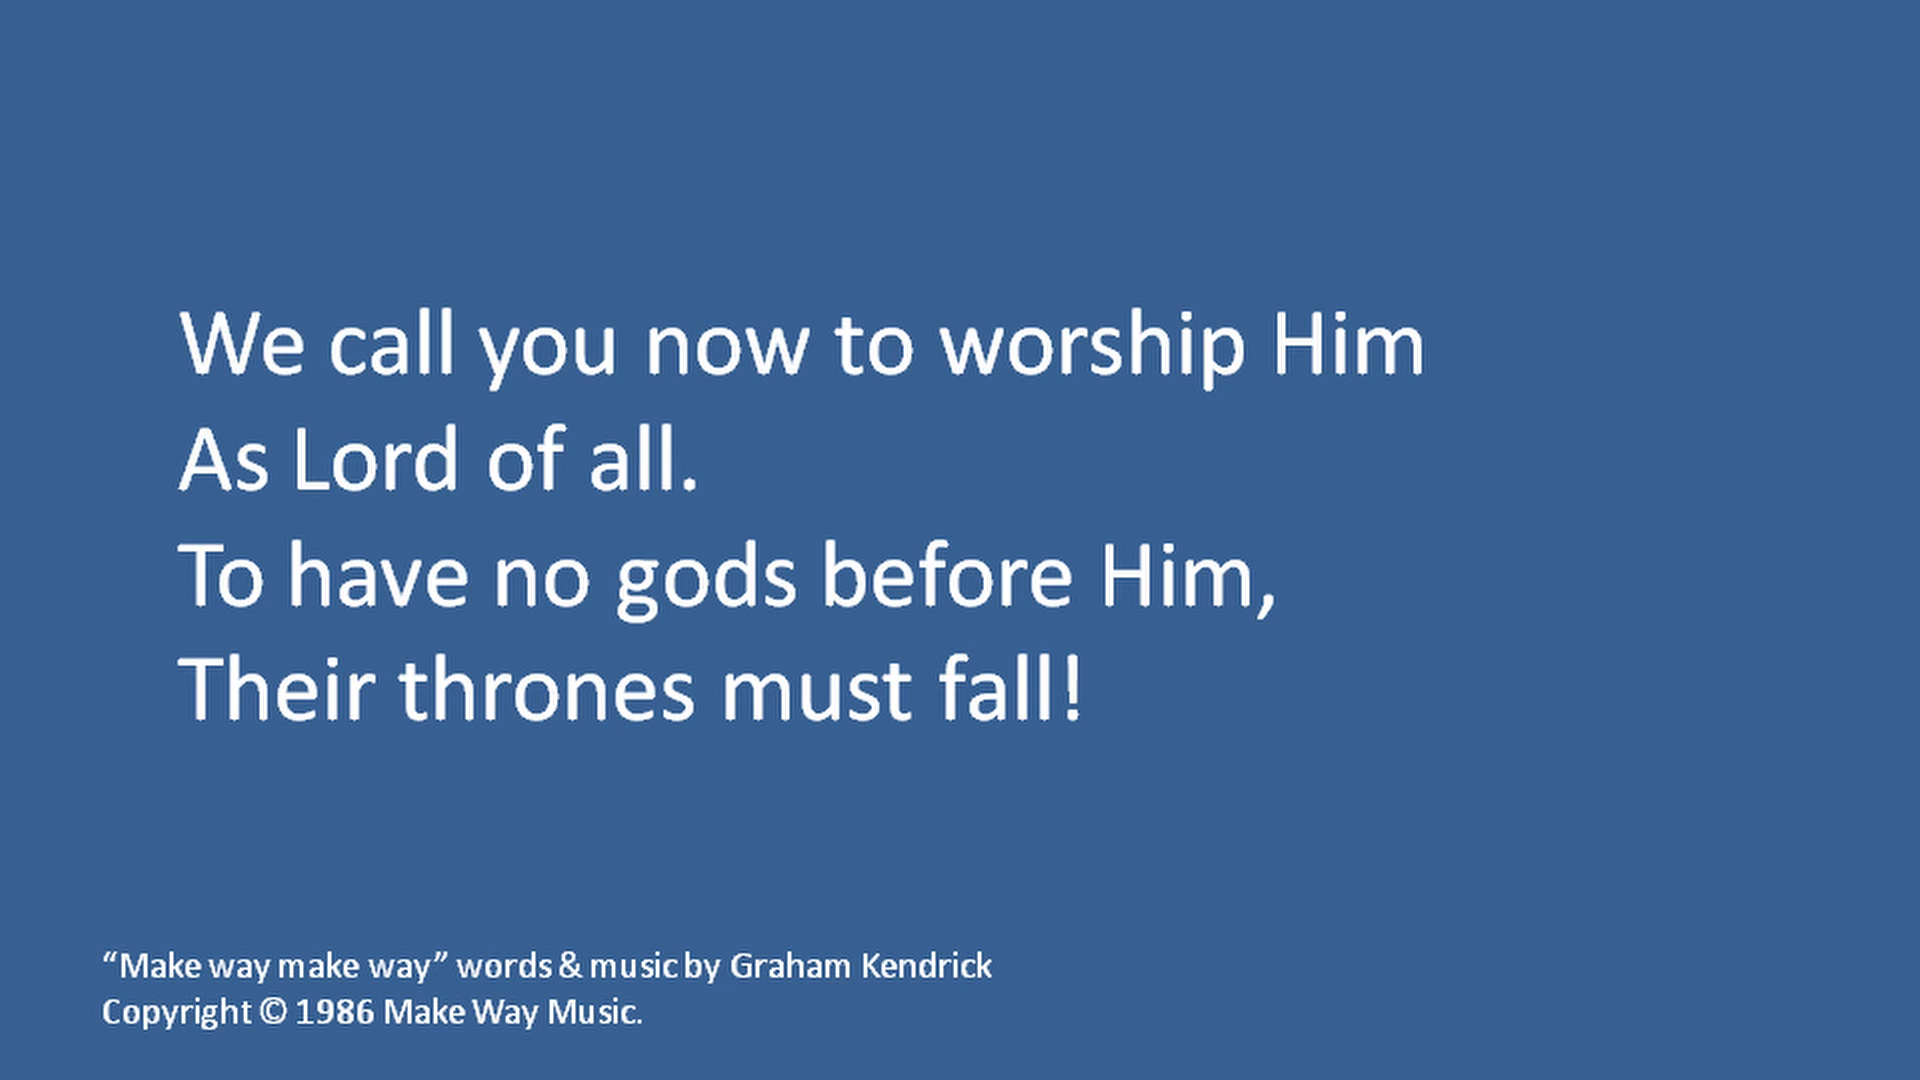 We call you now to worship Him
As Lord of all.
To have no gods before Him,
Their thrones must fall!
“Make way make way” words & music by Graham Kendrick
Copyright © 1986 Make Way Music.